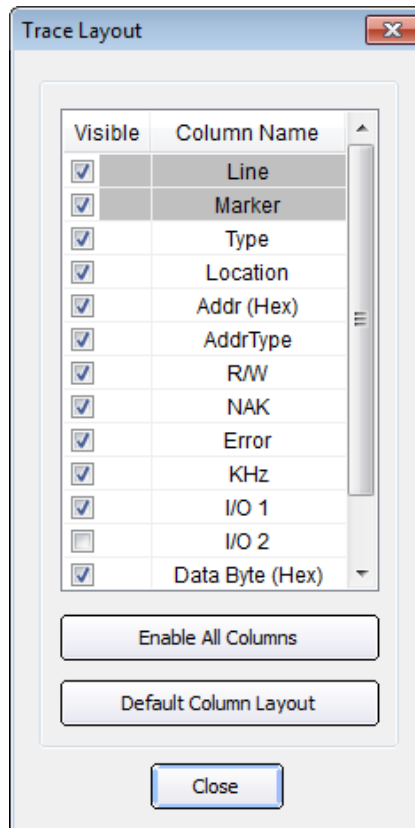 Trace Layout
Visible Column Name
Line
Marker
Type
Location
Addr (Hex)
AddrType
R/W
NAK
Error
KHz
I/O 1
I/O 2
Data Byte (Hex)
Enable All Columns
Default Column Layout
Close